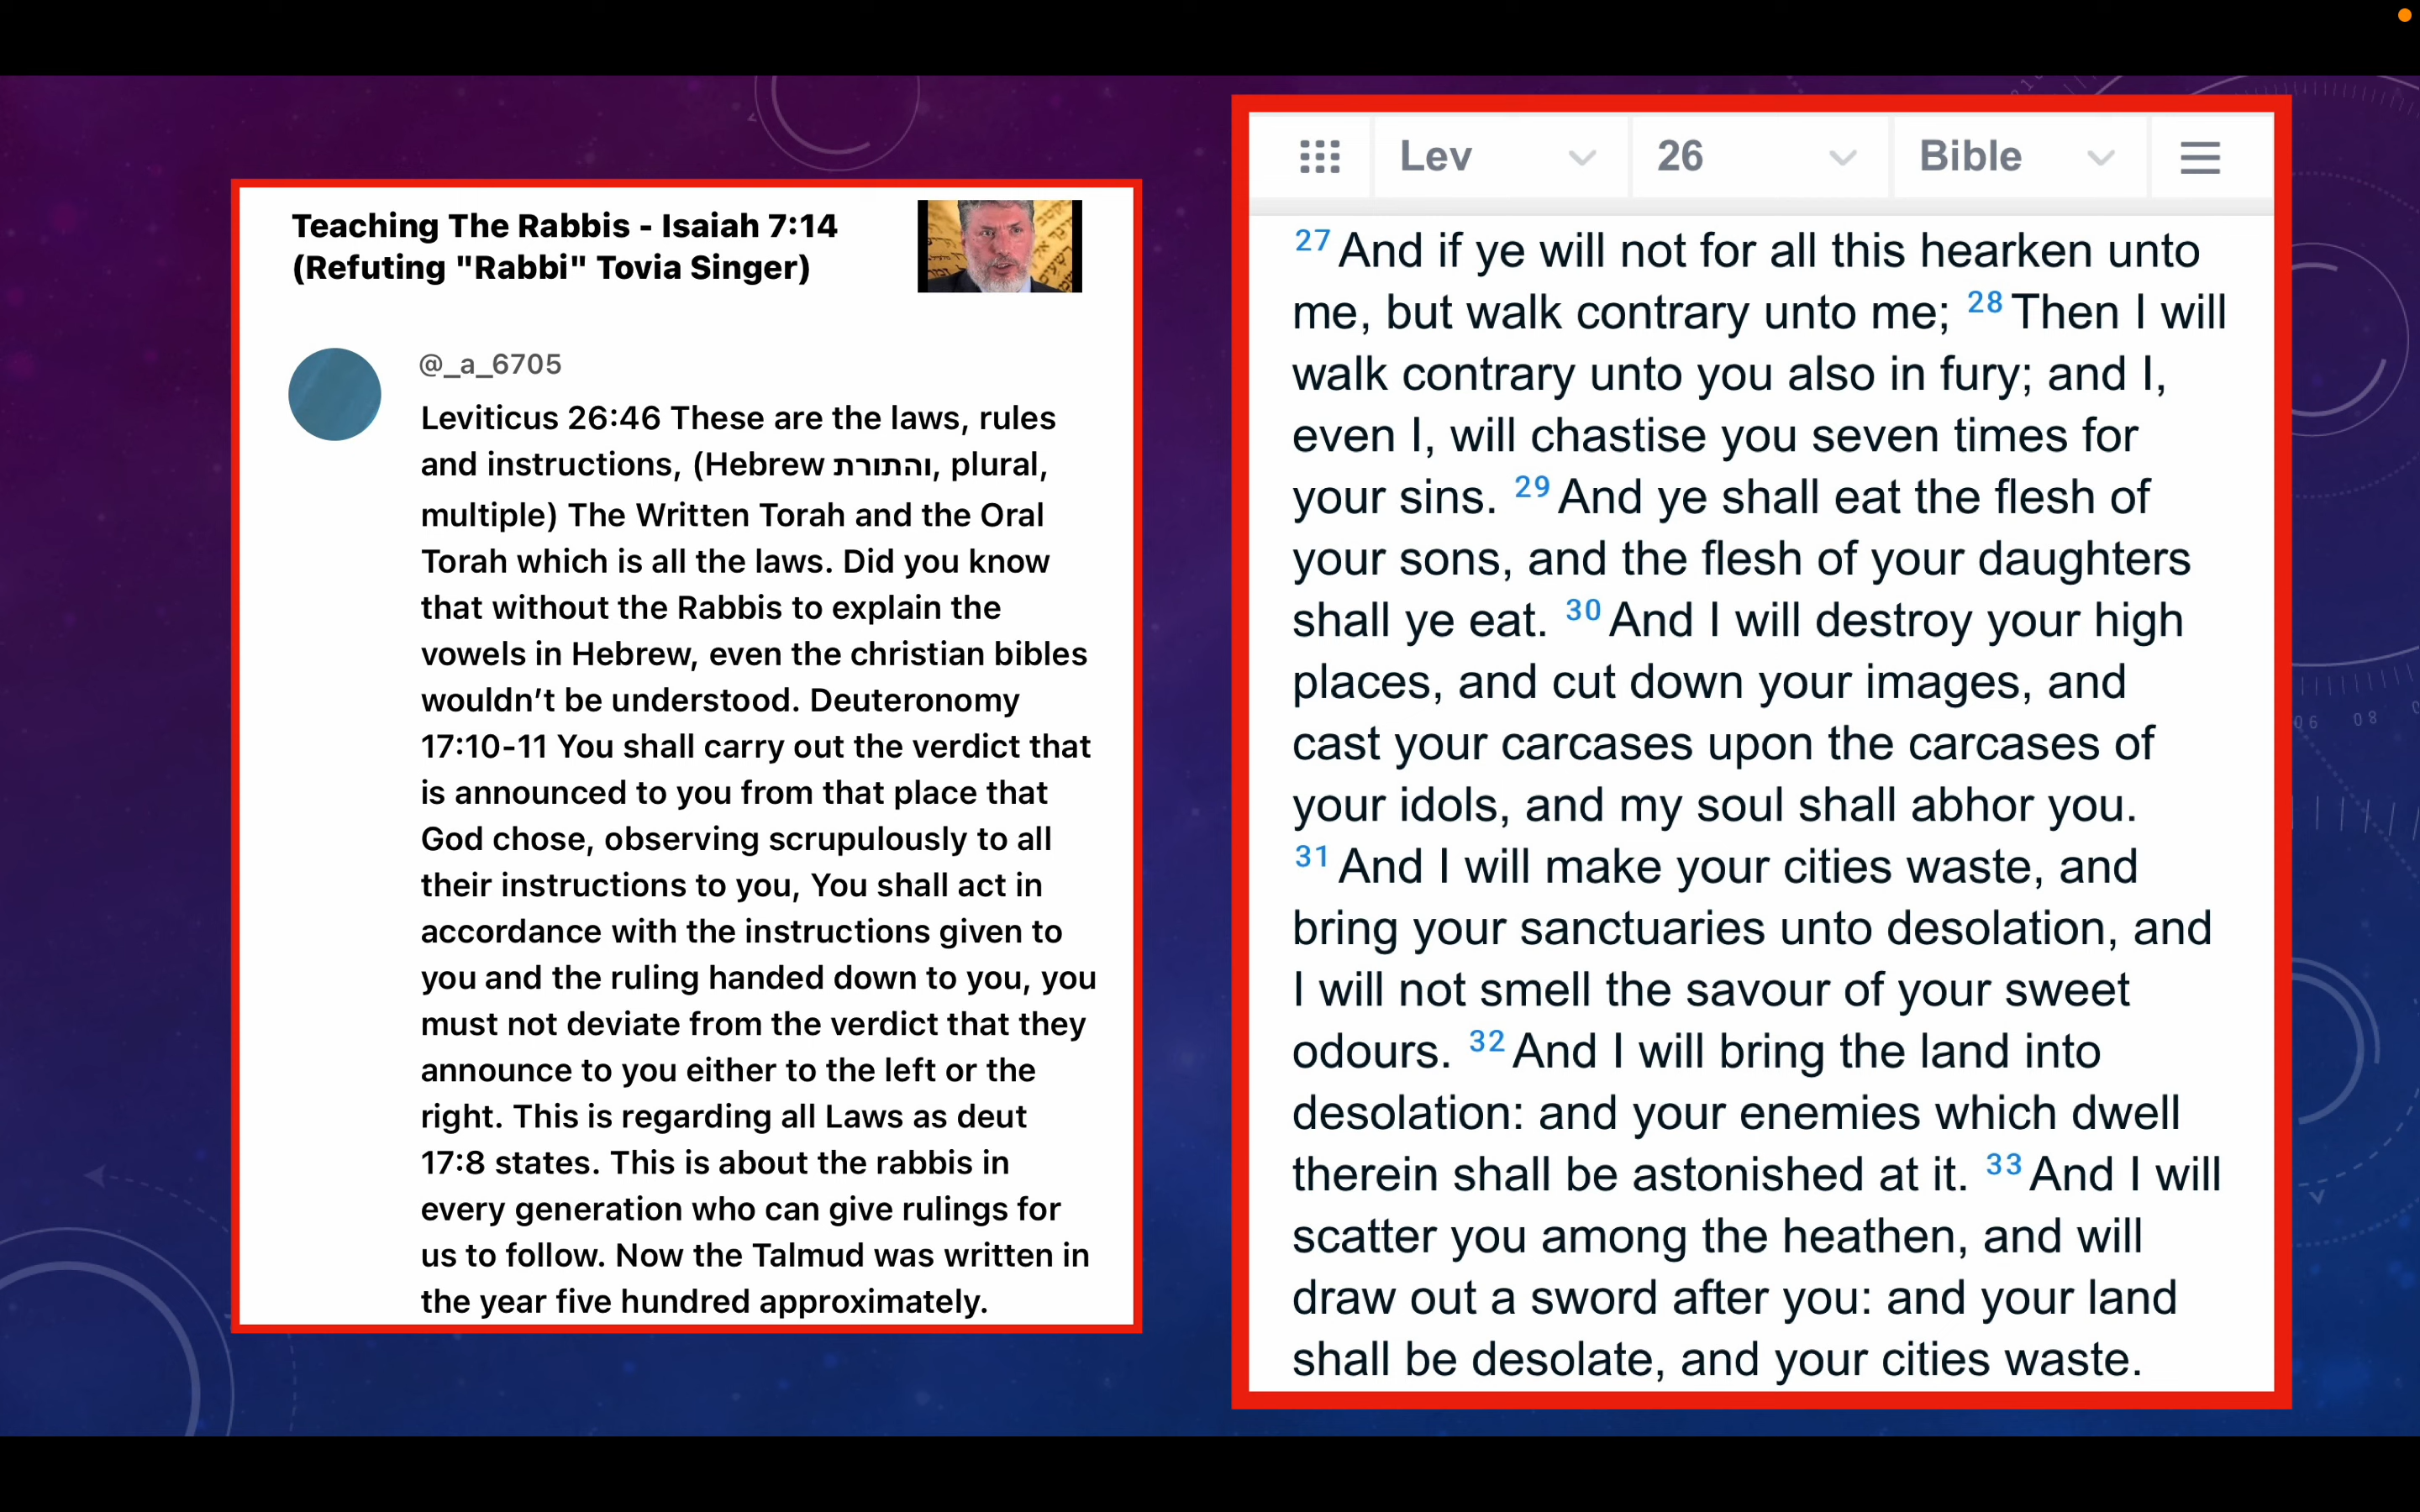 Teaching The Rabbis - Isaiah 7:14
(Refuting "Rabbi" Tovia Singer)
@_a_6705
Leviticus 26:46 These are the laws, rules
and instructions, (Hebrew והתורת, plural,
multiple) The Written Torah and the Oral
Torah which is all the laws. Did you know
that without the Rabbis to explain the
vowels in Hebrew, even the christian bibles
wouldn’t be understood. Deuteronomy
17:10-11 You shall carry out the verdict that
is announced to you from that place that
God chose, observing scrupulously to all
their instructions to you, You shall act in
accordance with the instructions given to
you and the ruling handed down to you, you
must not deviate from the verdict that they
announce to you either to the left or the
right. This is regarding all Laws as deut
17:8 states. This is about the rabbis in
every generation who can give rulings for
us to follow. Now the Talmud was written in
the year five hundred approximately.
Lev 26 Bible
27 And if ye will not for all this hearken unto
me, but walk contrary unto me; 28 Then I will
walk contrary unto you also in fury; and I,
even I, will chastise you seven times for
your sins. 29 And ye shall eat the flesh of
your sons, and the flesh of your daughters
shall ye eat. 30 And I will destroy your high
places, and cut down your images, and
cast your carcases upon the carcases of
your idols, and my soul shall abhor you.
31 And I will make your cities waste, and
bring your sanctuaries unto desolation, and
I will not smell the savour of your sweet
odours. 32 And I will bring the land into
desolation: and your enemies which dwell
therein shall be astonished at it. 33 And I will
scatter you among the heathen, and will
draw out a sword after you: and your land
shall be desolate, and your cities waste.